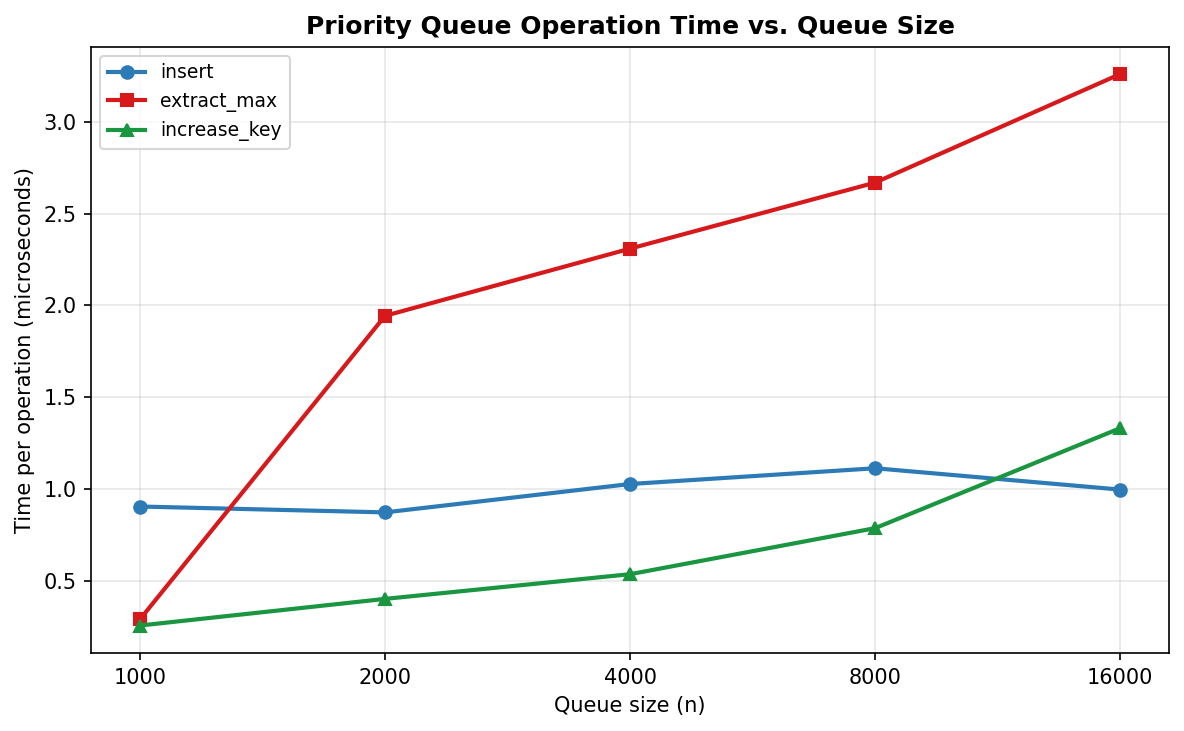 Priority Queue Operation Time vs. Queue Size
insert
extract_max
increase_key
Time per operation (microseconds)
3.0
2.5
2.0
1.5
1.0
0.5
1000 2000 4000 8000 16000
Queue size (n)